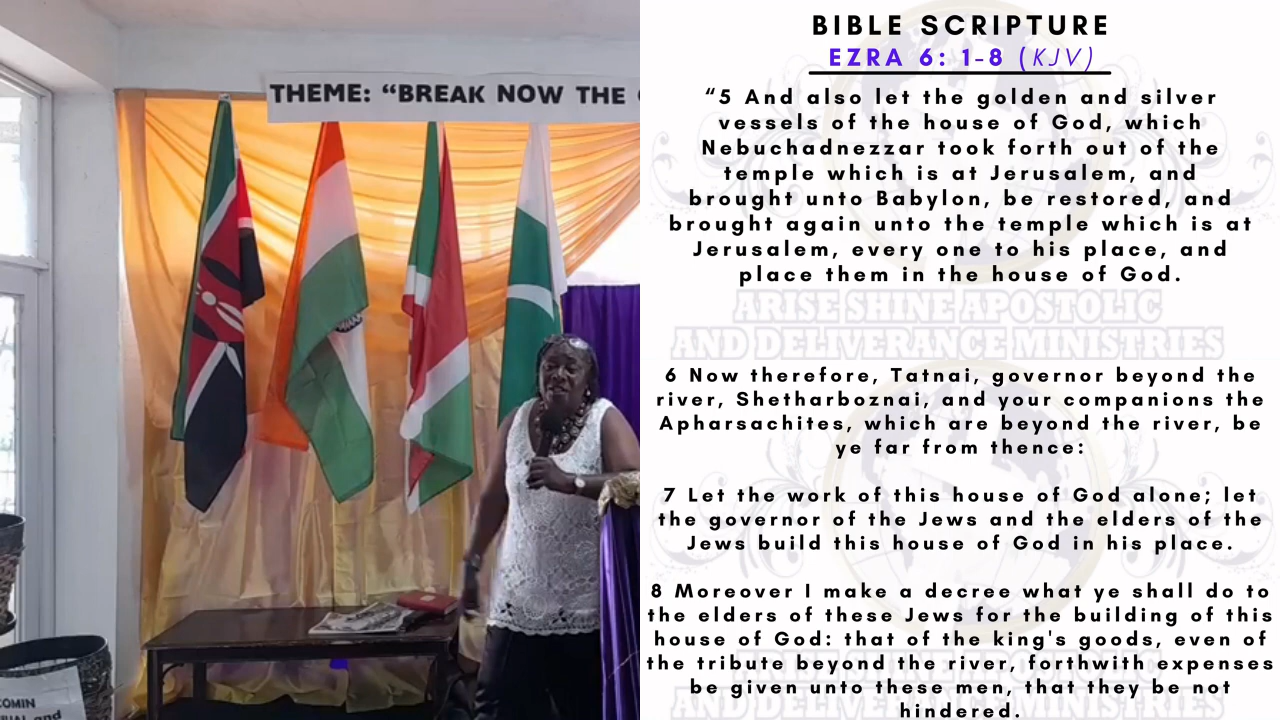 THEME: “BREAK NOW THE
COMIN
and
BIBLE SCRIPTURE
EZRA 6: 1-8 (KJV)
“5 And also let the golden and silver
vessels of the house of God, which
Nebuchadnezzar took forth out of the
temple which is at Jerusalem, and
brought unto Babylon, be restored, and
brought again unto the temple which is at
Jerusalem, every one to his place, and
place them in the house of God.
ARISE SHINE APOSTOLIC
AND DELIVERANCE MINISTRIES
6 Now therefore, Tatnai, governor beyond the
river, Shetharboznai, and your companions the
Apharsachites, which are beyond the river, be
ye far from thence:
7 Let the work of this house of God alone; let
the governor of the Jews and the elders of the
Jews build this house of God in his place.
8 Moreover I make a decree what ye shall do to
the elders of these Jews for the building of this
house of God: that of the king's goods, even of
the tribute beyond the river, forthwith expenses
be given unto these men, that they be not
hindered.
ARISE SHINE APOSTOLIC
AND DELIVERANCE MINISTRIES